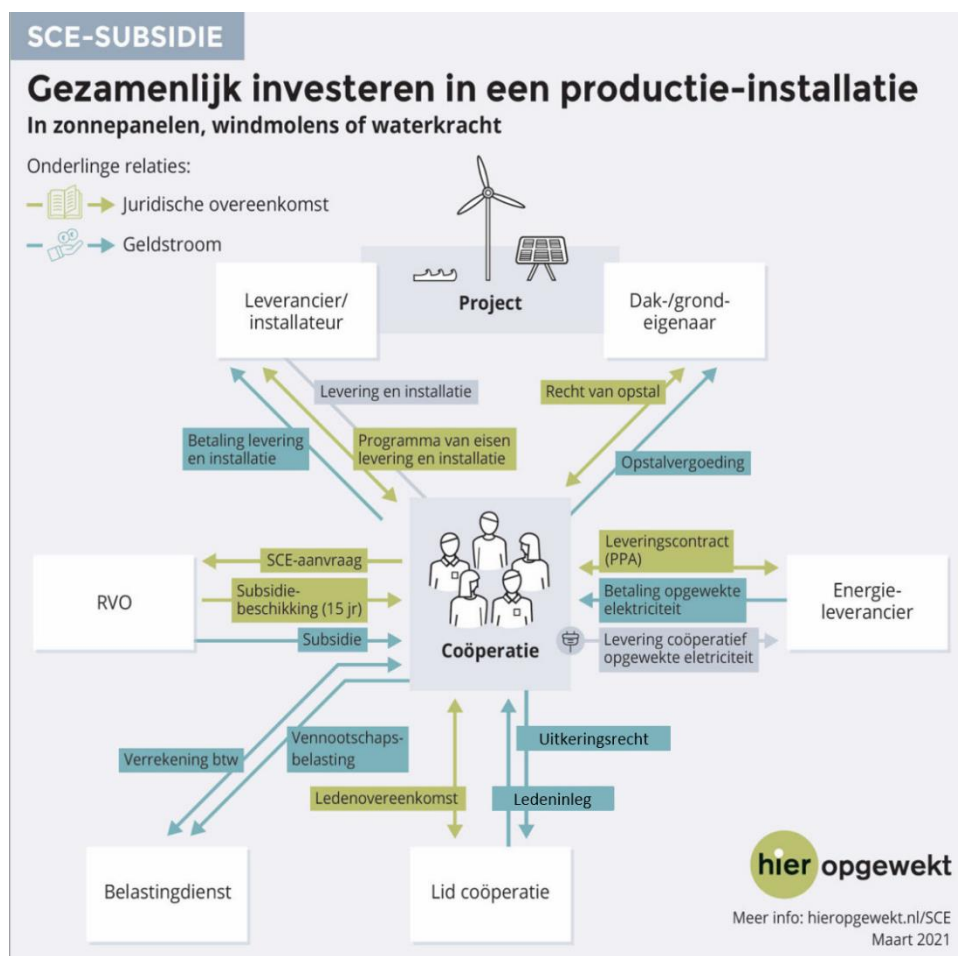 SCE-SUBSIDIE
Gezamenlijk investeren in een productie-installatie
In zonnepanelen, windmolens of waterkracht
Onderlinge relaties:
Juridische overeenkomst
Geldstroom
Leverancier/
installateur
Project
Dak-/grond-
eigenaar
Levering en installatie
Recht van opstal
Betaling levering
en installatie
Programma van eisen
levering en installatie
Opstalvergoeding
RVO
SCE-aanvraag
Subsidie-
beschikking (15 jr)
Subsidie
Coöperatie
Leveringscontract
(PPA)
Betaling opgewekte
elektriciteit
Levering coöperatief
opgewekte eletriciteit
Energie-
leverancier
Verrekening btw
Vennootschaps-
belasting
Uitkeringsrecht
Ledenovereenkomst
Ledeninleg
Belastingdienst
Lid coöperatie
hier opgewekt
Meer info: hieropgewekt.nl/SCE
Maart 2021